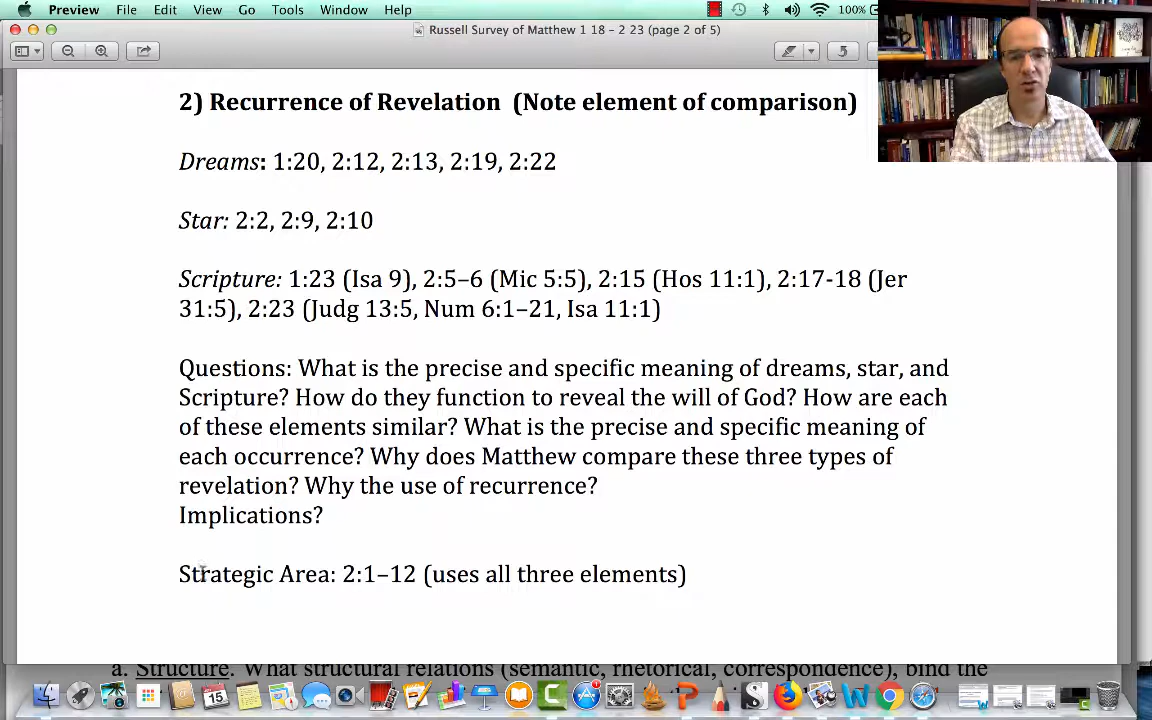 Preview File Edit View Go Tools Window Help 100%
Russell Survey of Matthew 1 18 – 2 23 (page 2 of 5)
2) Recurrence of Revelation (Note element of comparison)
Dreams: 1:20, 2:12, 2:13, 2:19, 2:22
Star: 2:2, 2:9, 2:10
Scripture: 1:23 (Isa 9), 2:5–6 (Mic 5:5), 2:15 (Hos 11:1), 2:17-18 (Jer
31:5), 2:23 (Judg 13:5, Num 6:1–21, Isa 11:1)
Questions: What is the precise and specific meaning of dreams, star, and
Scripture? How do they function to reveal the will of God? How are each
of these elements similar? What is the precise and specific meaning of
each occurrence? Why does Matthew compare these three types of
revelation? Why the use of recurrence?
Implications?
Strategic Area: 2:1–12 (uses all three elements)
a. Structure. What structural relations (semantic, rhetorical, correspondence), bind the
15